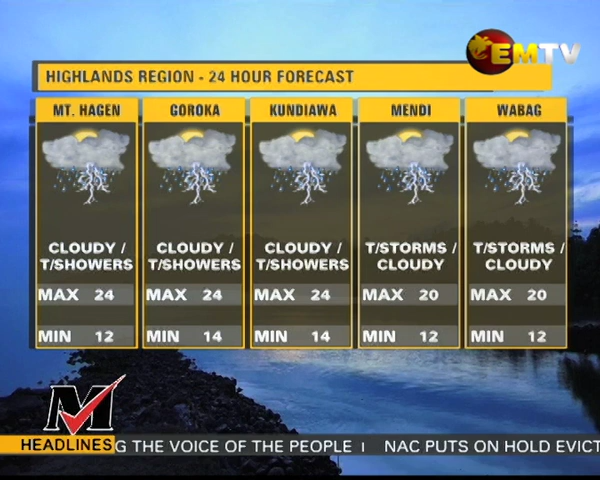 EMTV
HIGHLANDS REGION - 24 HOUR FORECAST
MT. HAGEN
CLOUDY /
T/SHOWERS
MAX 24
MIN 12
GOROKA
CLOUDY /
T/SHOWERS
MAX 24
MIN 14
KUNDIAWA
CLOUDY /
T/SHOWERS
MAX 24
MIN 14
MENDI
T/STORMS /
CLOUDY
MAX 20
MIN 12
WABAG
T/STORMS /
CLOUDY
MAX 20
MIN 12
M
HEADLINES
G THE VOICE OF THE PEOPLE | NAC PUTS ON HOLD EVICT